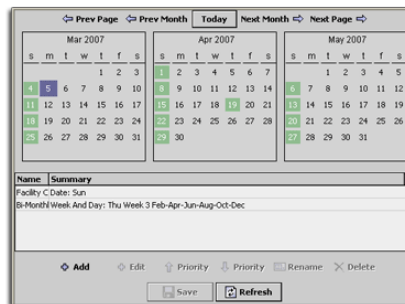 Prev Page Prev Month Today Next Month Next Page
Mar 2007 Apr 2007 May 2007
s m t w t f s s m t w t f s s m t w t f s
1 2 3 1 2 3 4 5 6 7 1 2 3 4 5
4 5 6 7 8 9 10 8 9 10 11 12 13 14 6 7 8 9 10 11 12
11 12 13 14 15 16 17 15 16 17 18 19 20 21 13 14 15 16 17 18 19
18 19 20 21 22 23 24 22 23 24 25 26 27 28 20 21 22 23 24 25 26
25 26 27 28 29 30 31 29 30 27 28 29 30 31
Name Summary
Facility C Date: Sun
Bi-Monthl Week And Day: Thu Week 3 Feb-Apr-Jun-Aug-Oct-Dec
Add Edit Priority Priority Rename Delete
Save Refresh